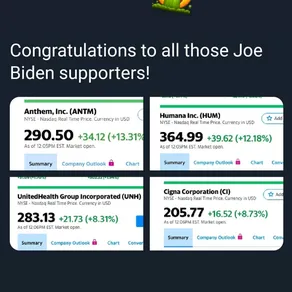 Congratulations to all those Joe
Biden supporters!
Anthem, Inc. (ANTM)
NYSE - Nasdaq Real Time Price. Currency in USD
290.50 +34.12 (+13.31%
As of 12:05PM EST. Market open.
Summary Company Outlook Chart
Humana Inc. (HUM)
NYSE - Nasdaq Real Time Price. Currency in USD
Add
364.99 +39.62 (+12.18%)
As of 12:06PM EST. Market open.
Summary Company Outlook Chart
UnitedHealth Group Incorporated (UNH)
NYSE - Nasdaq Real Time Price. Currency in USD
283.13 +21.73 (+8.31%)
As of 12:06PM EST. Market open.
Summary Company Outlook Chart Conv
Cigna Corporation (CI)
NYSE - Nasdaq Real Time Price. Currency in USD
Add
205.77 +16.52 (+8.73%)
As of 12:06PM EST. Market open.
Summary Company Outlook Chart